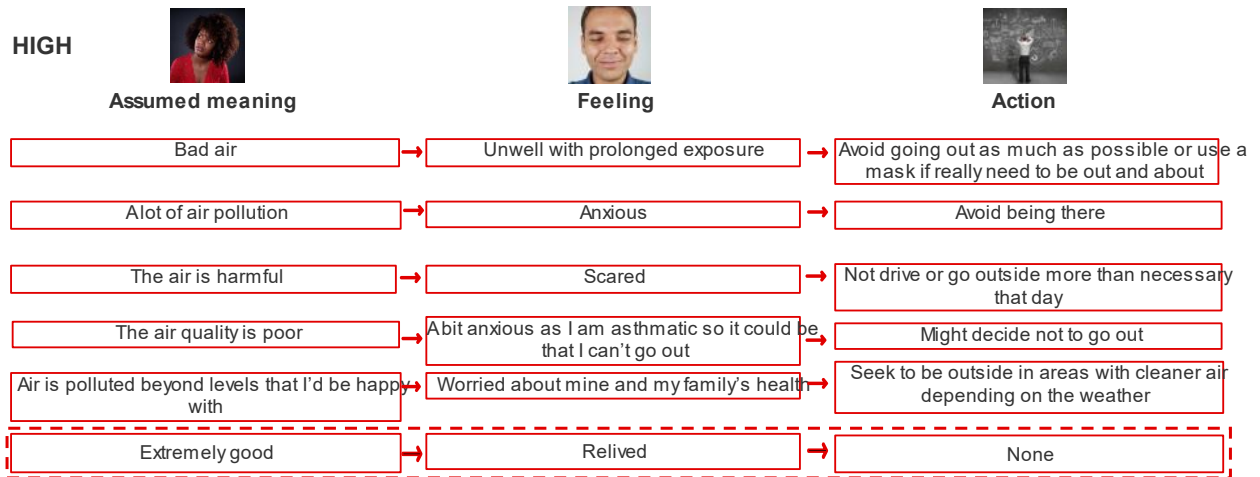 HIGH
Assumed meaning
Feeling
Action
Bad air
Unwell with prolonged exposure
Avoid going out as much as possible or use a
mask if really need to be out and about
Alot of air pollution
Anxious
Avoid being there
The air is harmful
Scared
Not drive or go outside more than necessary
that day
The air quality is poor
A bit anxious as I am asthmatic so it could be
that I can't go out
Might decide not to go out
Air is polluted beyond levels that I'd be happy
with
Worried about mine and my family's health
Seek to be outside in areas with cleaner air
depending on the weather
Extremely good
Relived
None